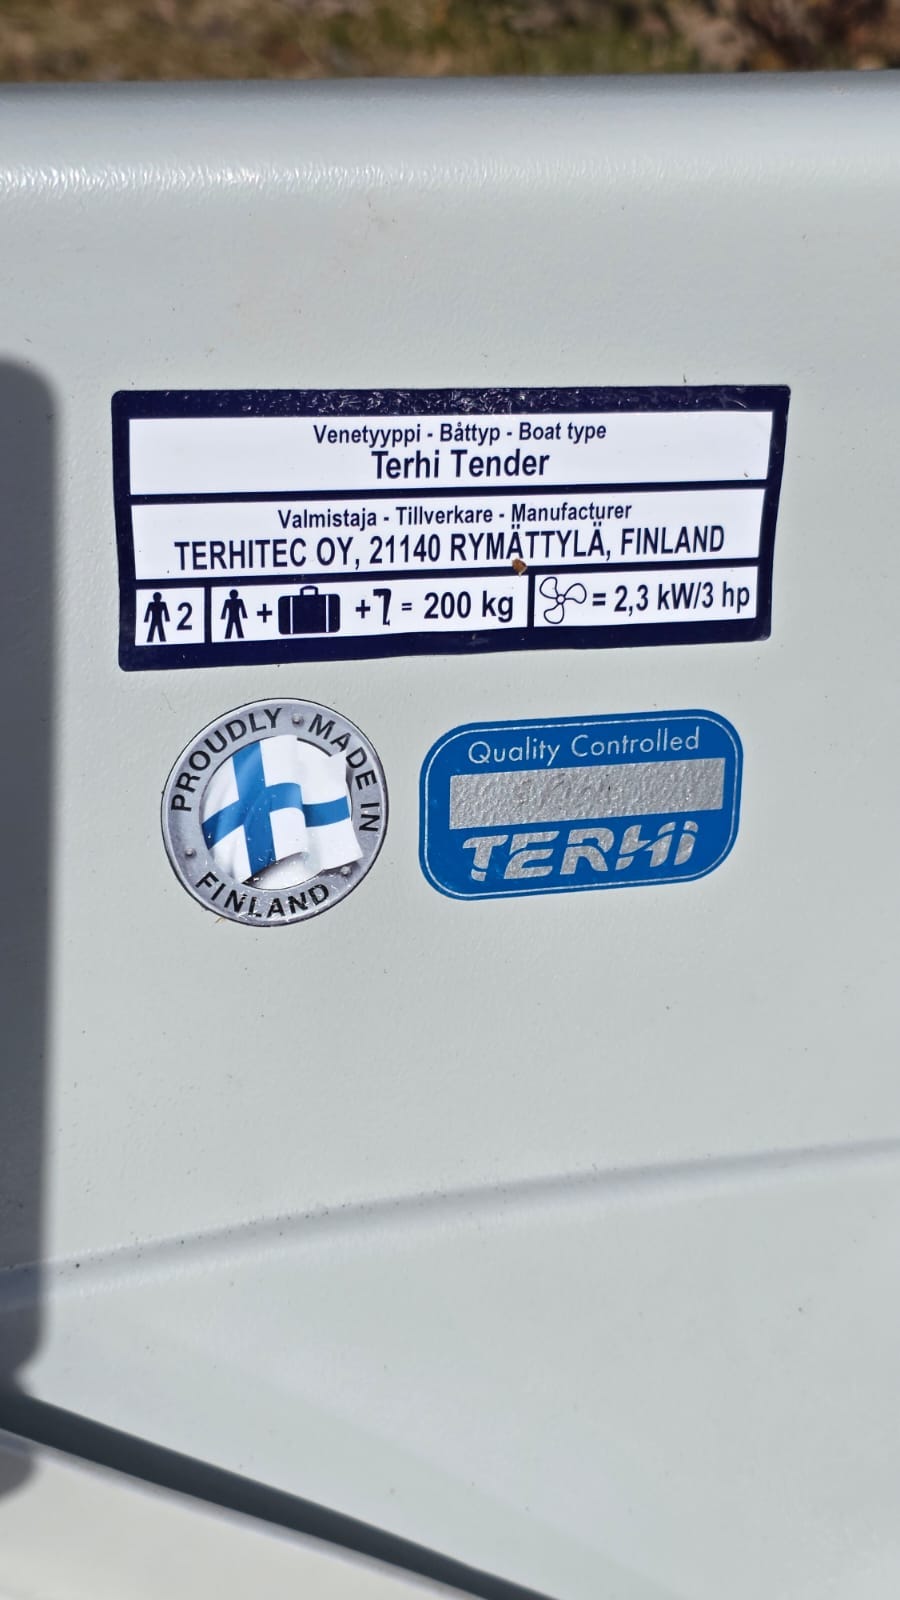 Venetyyppi - Båttyp - Boat type
Terhi Tender
Valmistaja - Tillverkare - Manufacturer
TERHITEC OY, 21140 RYMÄTTYLÄ, FINLAND
2
+ + = 200 kg
= 2,3 kW/3 hp
PROUDLY • MADE IN
FINLAND
Quality Controlled
TERHI